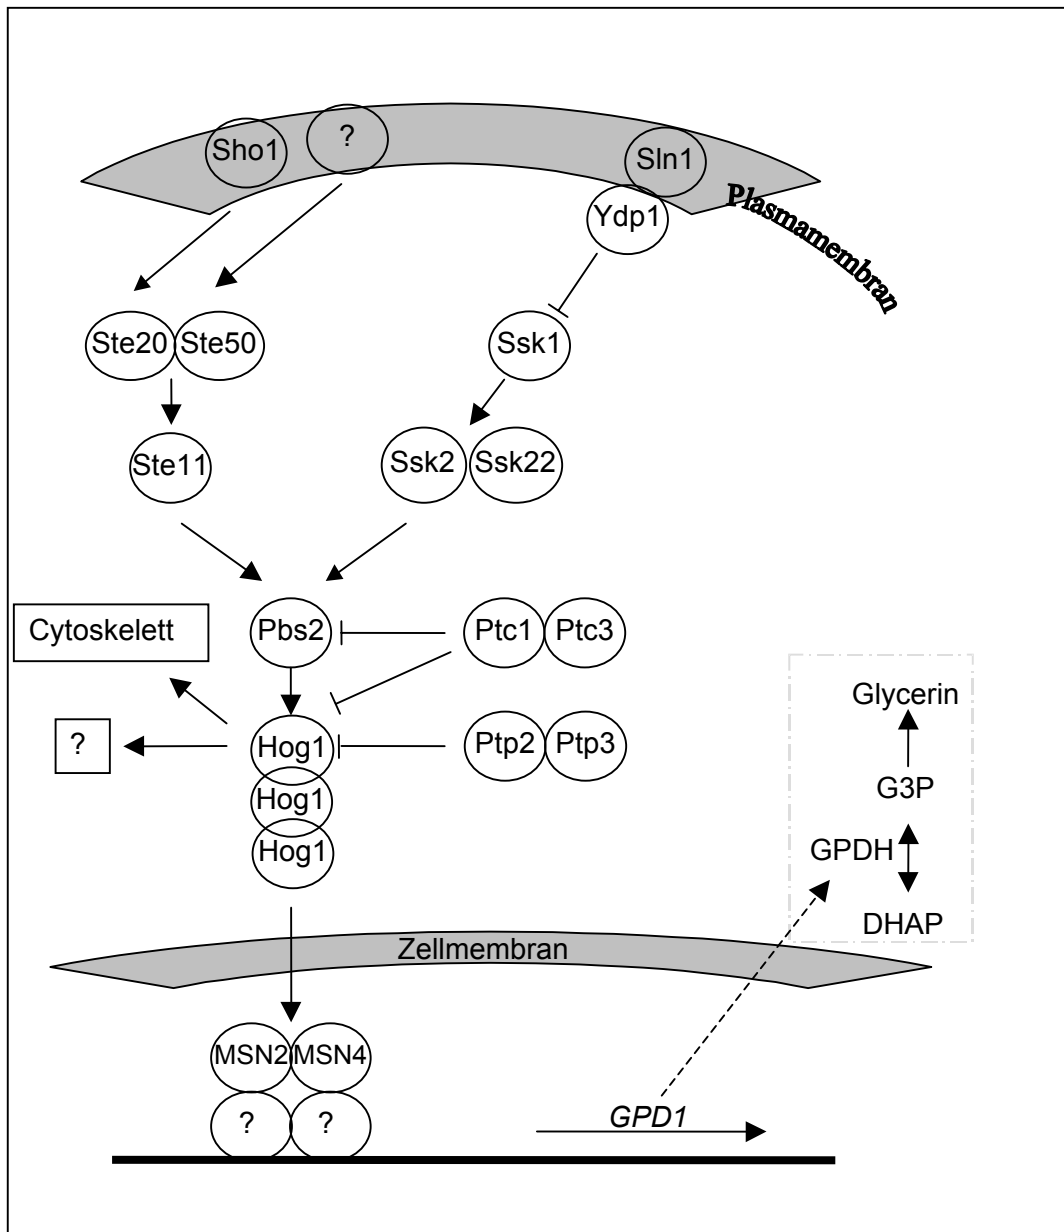 Sho1
?
Sln1
Ydp1
Plasmamembran
Ste20 Ste50
Ssk1
Ste11
Ssk2 Ssk22
Cytoskelett
Pbs2
Ptc1 Ptc3
?
Hog1
Ptp2 Ptp3
Hog1
Hog1
Glycerin
G3P
GPDH
DHAP
Zellmembran
MSN2 MSN4
? ?
GPD1